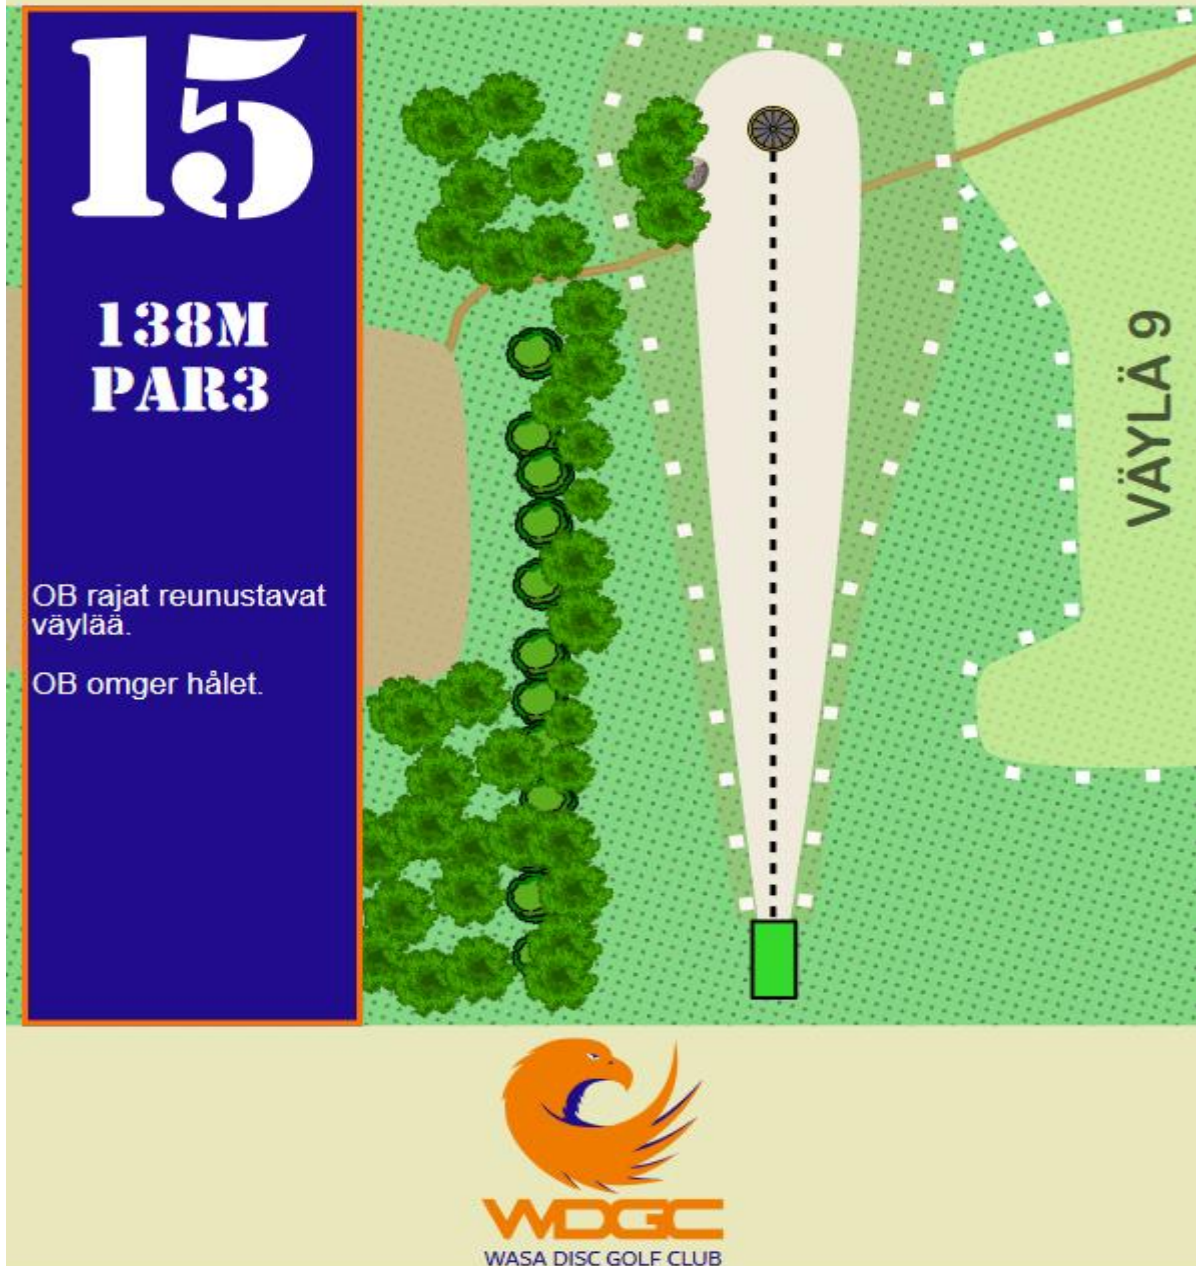 15
138M
PAR3
OB rajat reunustavat
väylää.
OB omger hålet.
VÄYLÄ 9
WDGC
WASA DISC GOLF CLUB